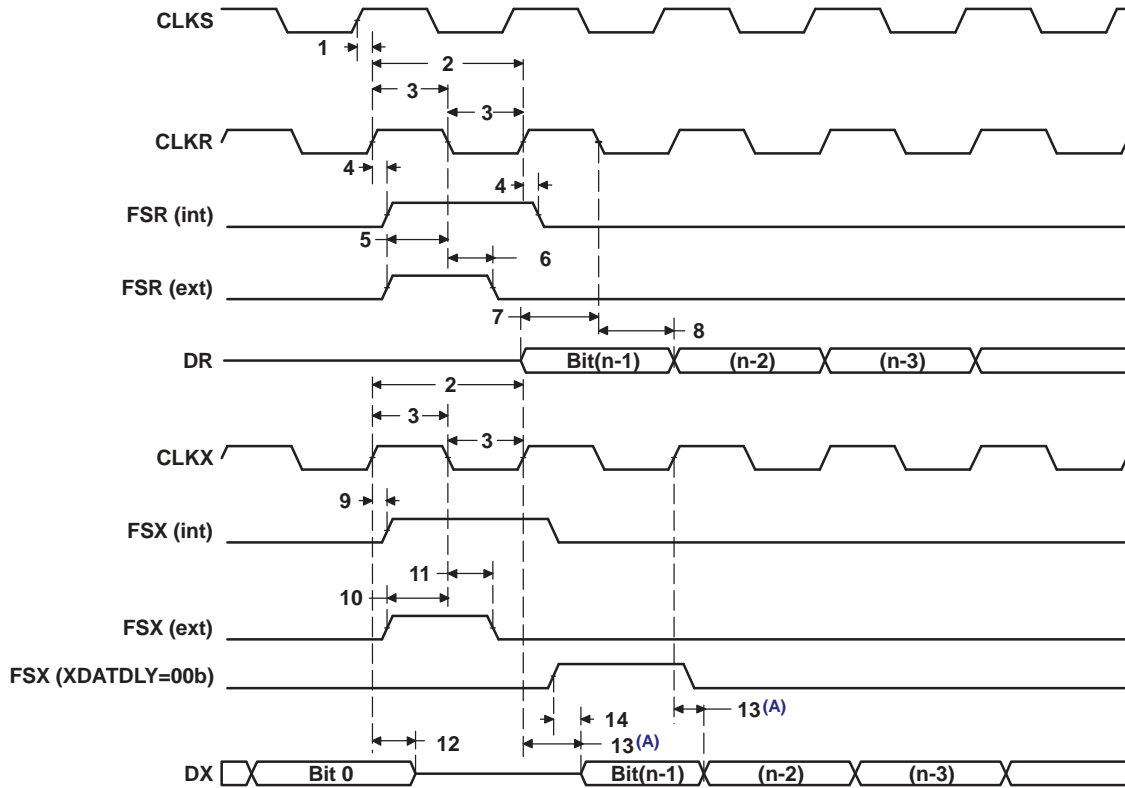 CLKS
1
2
3
3
CLKR
4
4
FSR (int)
5
6
FSR (ext)
7
8
DR
Bit(n-1) (n-2) (n-3)
2
3
3
CLKX
9
FSX (int)
11
10
FSX (ext)
FSX (XDATDLY=00b)
13(A)
14
12
13(A)
DX
Bit 0 Bit(n-1) (n-2) (n-3)